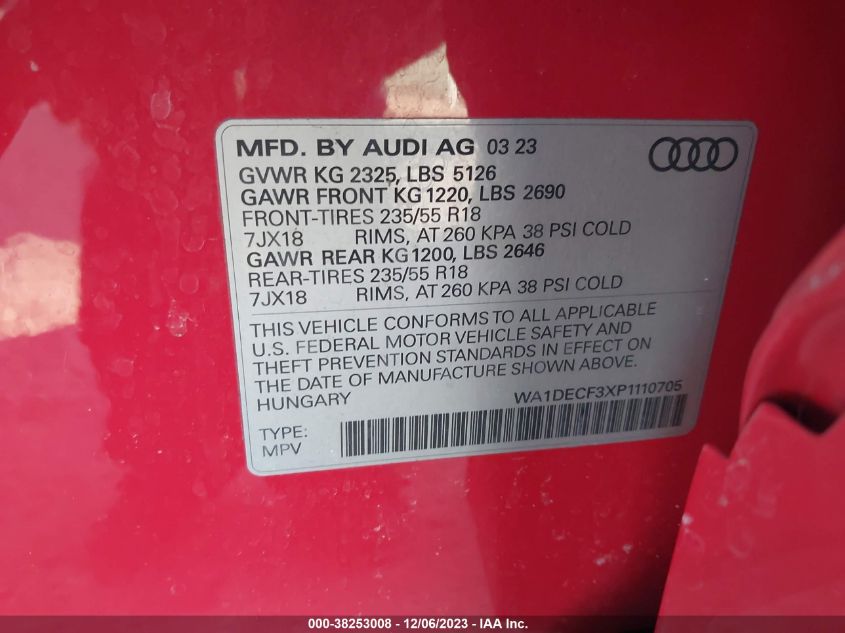 MFD. BY AUDI AG 03 23
GVWR KG 2325, LBS 5126
GAWR FRONT KG 1220, LBS 2690
FRONT-TIRES 235/55 R18
7JX18 RIMS, AT 260 KPA 38 PSI COLD
GAWR REAR KG 1200, LBS 2646
REAR-TIRES 235/55 R18
7JX18 RIMS, AT 260 KPA 38 PSI COLD
THIS VEHICLE CONFORMS TO ALL APPLICABLE
U.S. FEDERAL MOTOR VEHICLE SAFETY AND
THEFT PREVENTION STANDARDS IN EFFECT ON
THE DATE OF MANUFACTURE SHOWN ABOVE.
HUNGARY WA1DECF3XP1110705
TYPE:
MPV
000-38253008 - 12/06/2023 - IAA Inc.